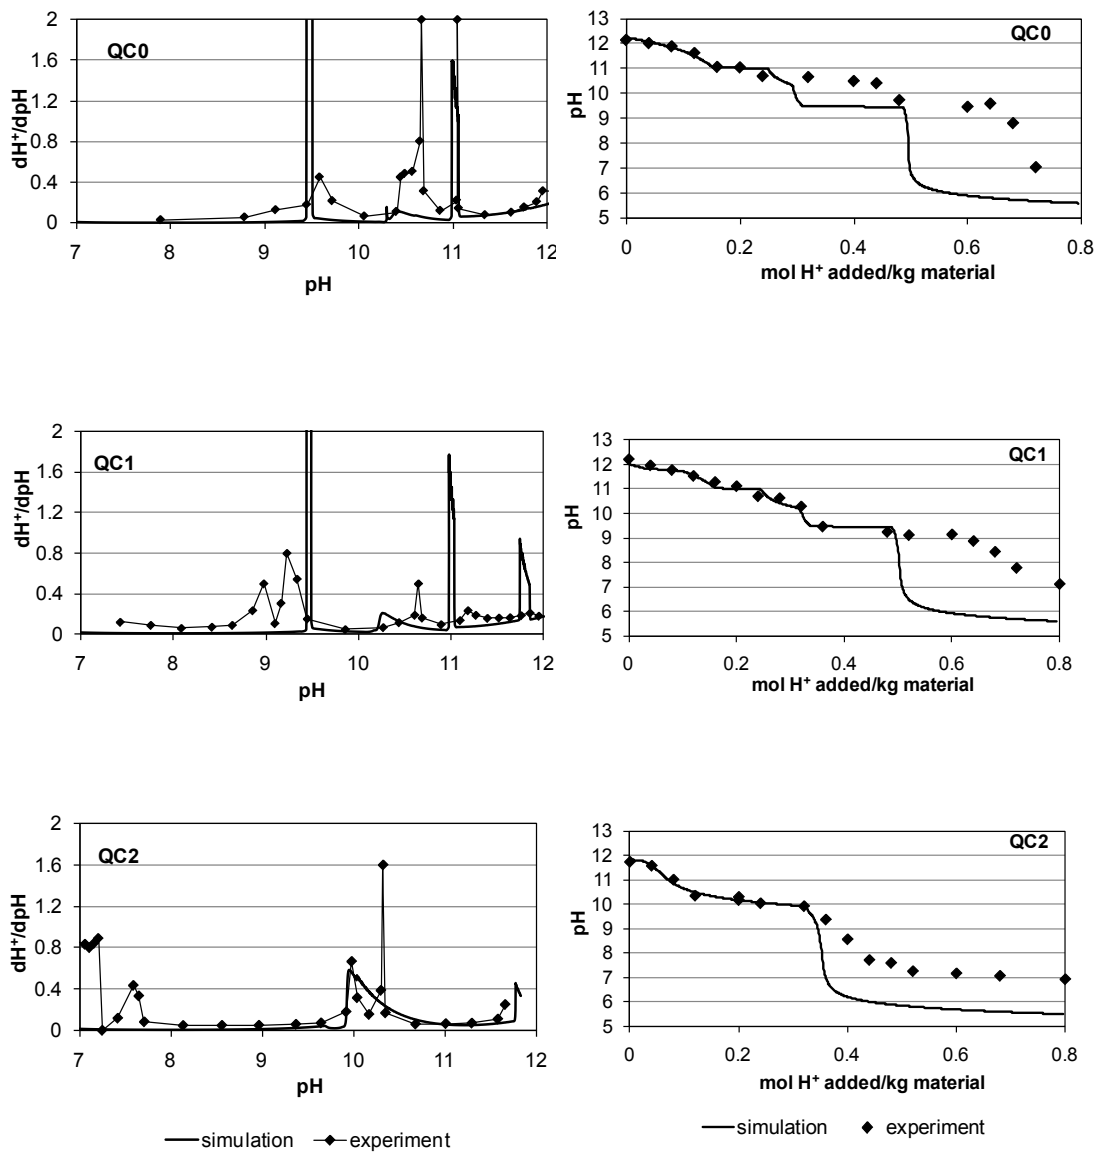 QC0
dH⁺/dpH
2
1.6
1.2
0.8
0.4
0
7 8 9 10 11 12
pH
QC0
pH
13
12
11
10
9
8
7
6
5
0 0.2 0.4 0.6 0.8
mol H⁺ added/kg material
QC1
dH⁺/dpH
2
1.6
1.2
0.8
0.4
0
7 8 9 10 11 12
pH
QC1
pH
13
12
11
10
9
8
7
6
5
0 0.2 0.4 0.6 0.8
mol H⁺ added/kg material
QC2
dH⁺/dpH
2
1.6
1.2
0.8
0.4
0
7 8 9 10 11 12
pH
QC2
pH
13
12
11
10
9
8
7
6
5
0 0.2 0.4 0.6 0.8
mol H⁺ added/kg material
simulation experiment
simulation experiment